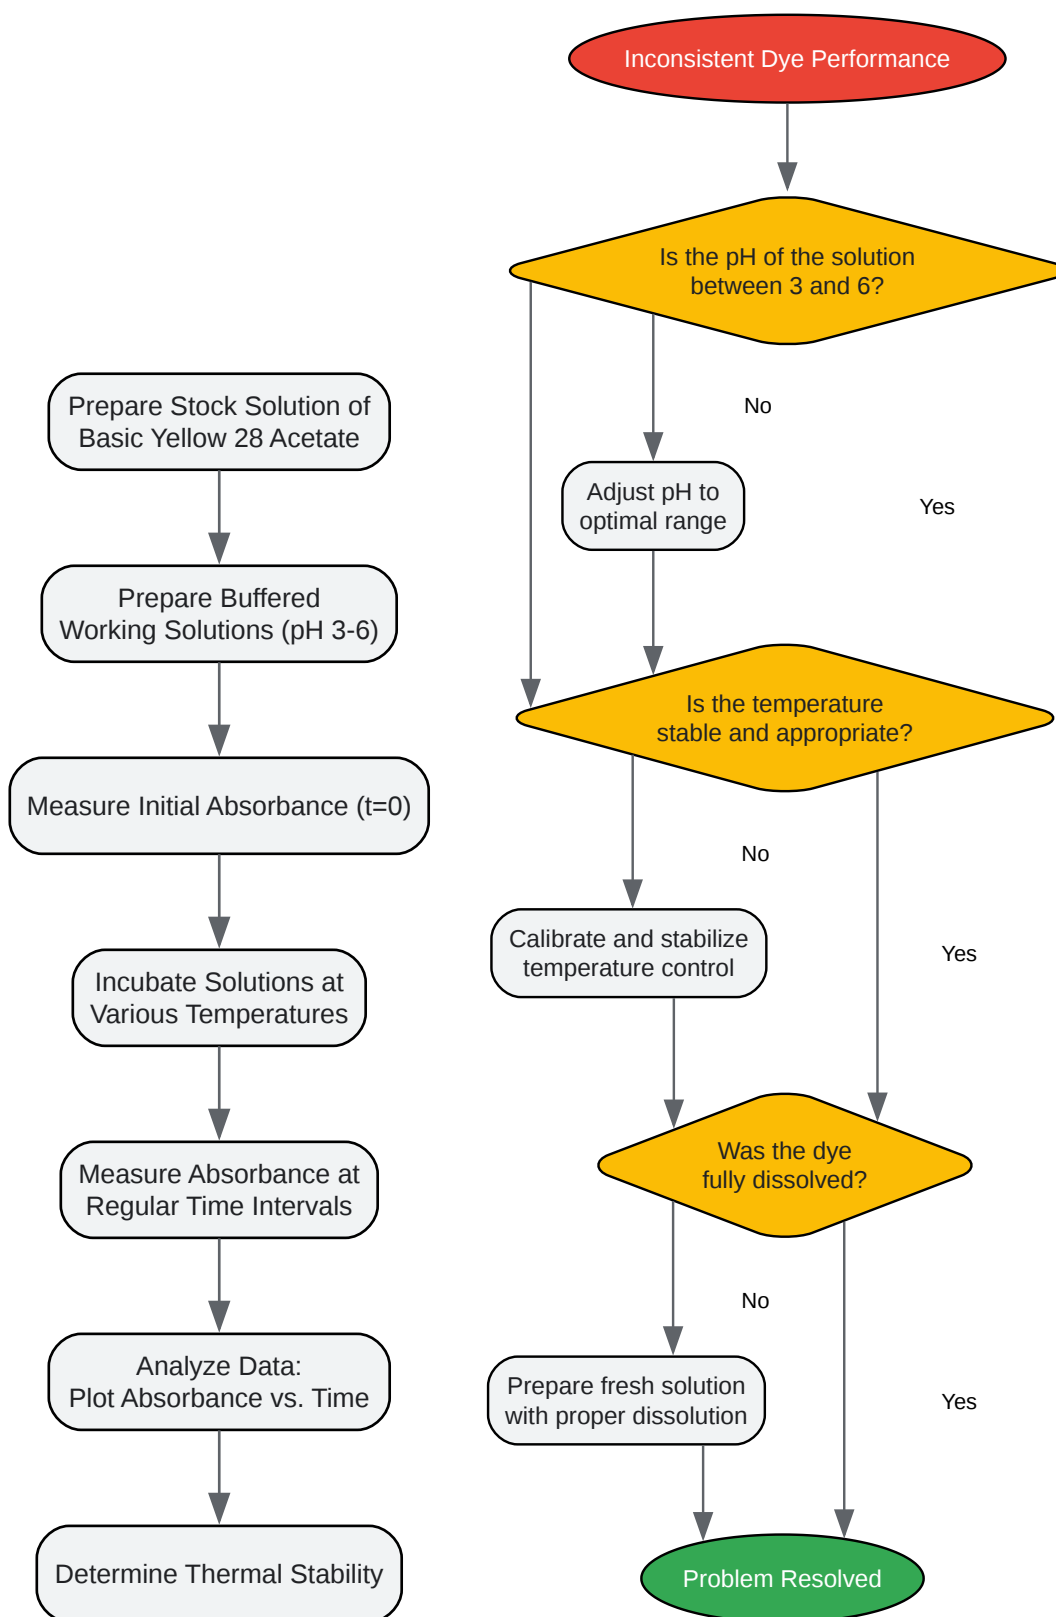 Prepare Stock Solution of
Basic Yellow 28 Acetate
Prepare Buffered
Working Solutions (pH 3-6)
Measure Initial Absorbance (t=0)
Incubate Solutions at
Various Temperatures
Measure Absorbance at
Regular Time Intervals
Analyze Data:
Plot Absorbance vs. Time
Determine Thermal Stability
Inconsistent Dye Performance
Is the pH of the solution
between 3 and 6?
No
Adjust pH to
optimal range
Yes
Is the temperature
stable and appropriate?
No
Calibrate and stabilize
temperature control
Yes
Was the dye
fully dissolved?
No
Prepare fresh solution
with proper dissolution
Yes
Problem Resolved